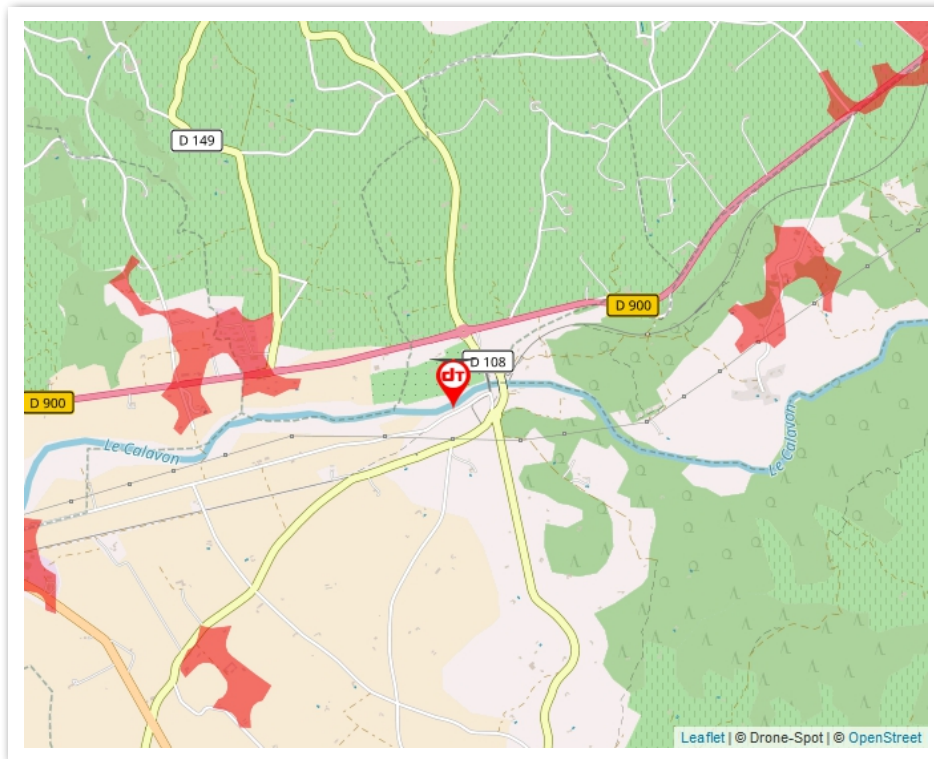 D 149
D 900
D 108
dT
D 900
Le Calavon
Le Calavon
Leaflet | © Drone-Spot | © OpenStreet